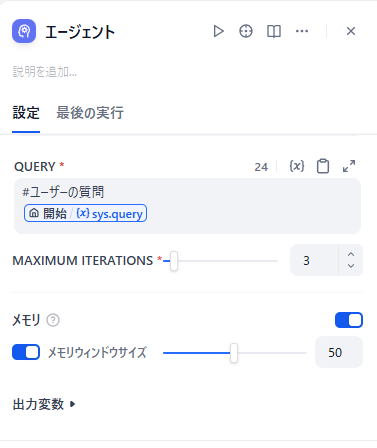 エージェント
説明を追加...
設定 最後の実行
QUERY * 24 {x}
#ユーザーの質問
開始 / {x} sys.query
MAXIMUM ITERATIONS * 3
メモリ ?
メモリウィンドウサイズ 50
出力変数